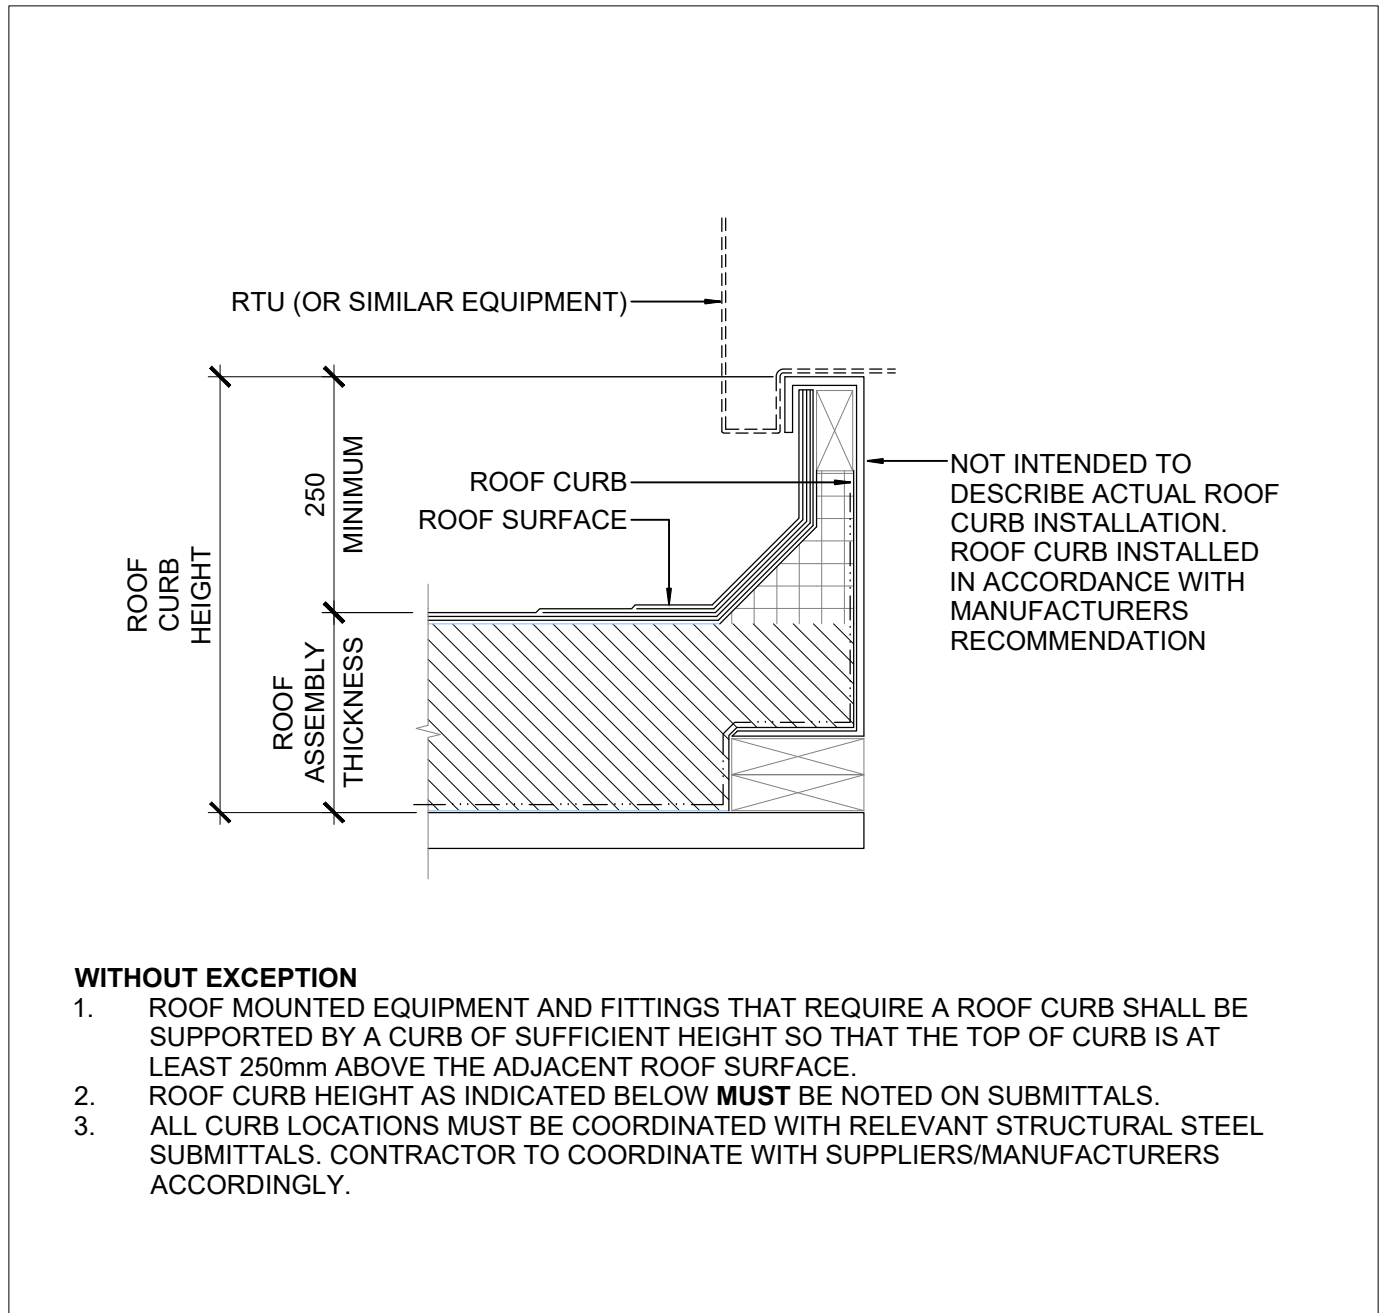 RTU (OR SIMILAR EQUIPMENT)
250
MINIMUM
ROOF CURB
ROOF SURFACE
NOT INTENDED TO
DESCRIBE ACTUAL ROOF
CURB INSTALLATION.
ROOF CURB INSTALLED
IN ACCORDANCE WITH
MANUFACTURERS
RECOMMENDATION
ROOF
CURB
HEIGHT
ROOF
ASSEMBLY
THICKNESS
WITHOUT EXCEPTION
1. ROOF MOUNTED EQUIPMENT AND FITTINGS THAT REQUIRE A ROOF CURB SHALL BE
SUPPORTED BY A CURB OF SUFFICIENT HEIGHT SO THAT THE TOP OF CURB IS AT
LEAST 250mm ABOVE THE ADJACENT ROOF SURFACE.
2. ROOF CURB HEIGHT AS INDICATED BELOW MUST BE NOTED ON SUBMITTALS.
3. ALL CURB LOCATIONS MUST BE COORDINATED WITH RELEVANT STRUCTURAL STEEL
SUBMITTALS. CONTRACTOR TO COORDINATE WITH SUPPLIERS/MANUFACTURERS
ACCORDINGLY.